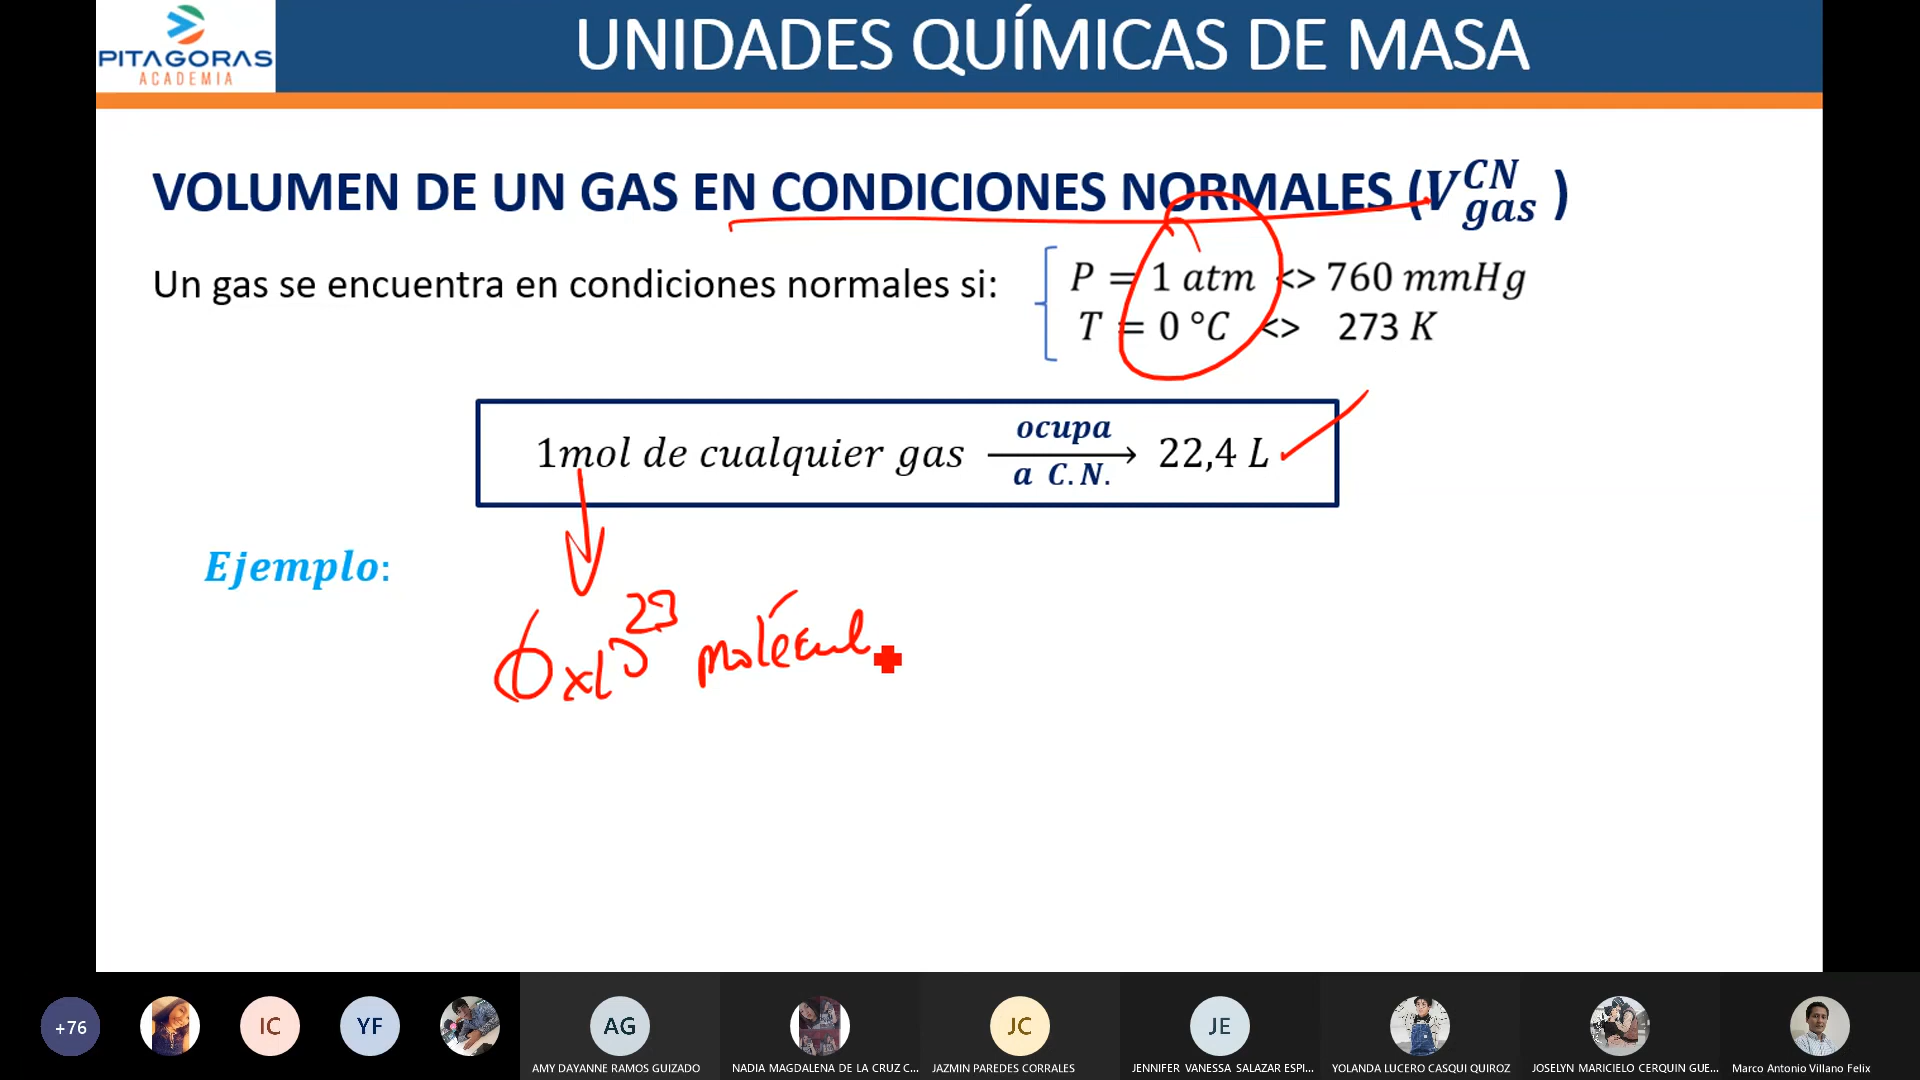 PITAGORAS
ACADEMIA
UNIDADES QUÍMICAS DE MASA
VOLUMEN DE UN GAS EN CONDICIONES NORMALES (V_gas^CN )
Un gas se encuentra en condiciones normales si:
P = 1 atm <> 760 mmHg
T = 0 °C <> 273 K
1mol de cualquier gas ocupa a C.N. → 22,4 L
Ejemplo:
6x10^23 molécul
+76
IC
YF
AG
JC
JE
AMY DAYANNE RAMOS GUIZADO
NADIA MAGDALENA DE LA CRUZ C...
JAZMIN PAREDES CORRALES
JENNIFER VANESSA SALAZAR ESPI...
YOLANDA LUCERO CASQUI QUIROZ
JOSELYN MARICIELO CERQUIN GUE...
Marco Antonio Villano Felix